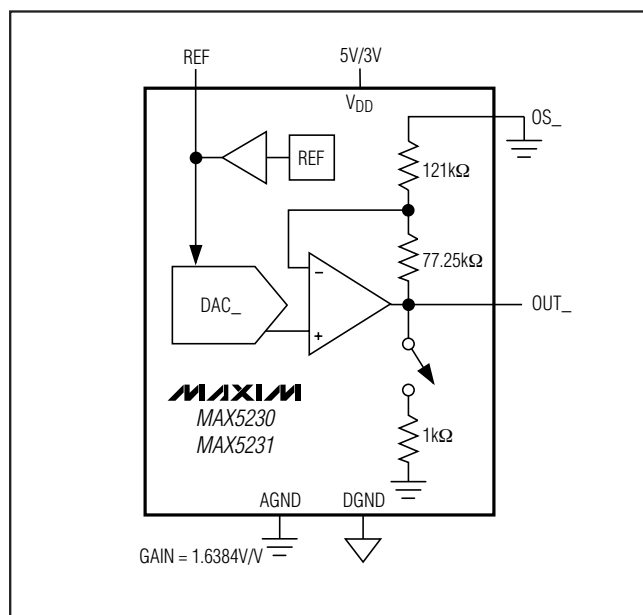 REF
5V/3V
VDD
OS_
REF
121kΩ
−
77.25kΩ
DAC_
+
OUT_
MAXIM
MAX5230
MAX5231
1kΩ
AGND
DGND
GAIN = 1.6384V/V